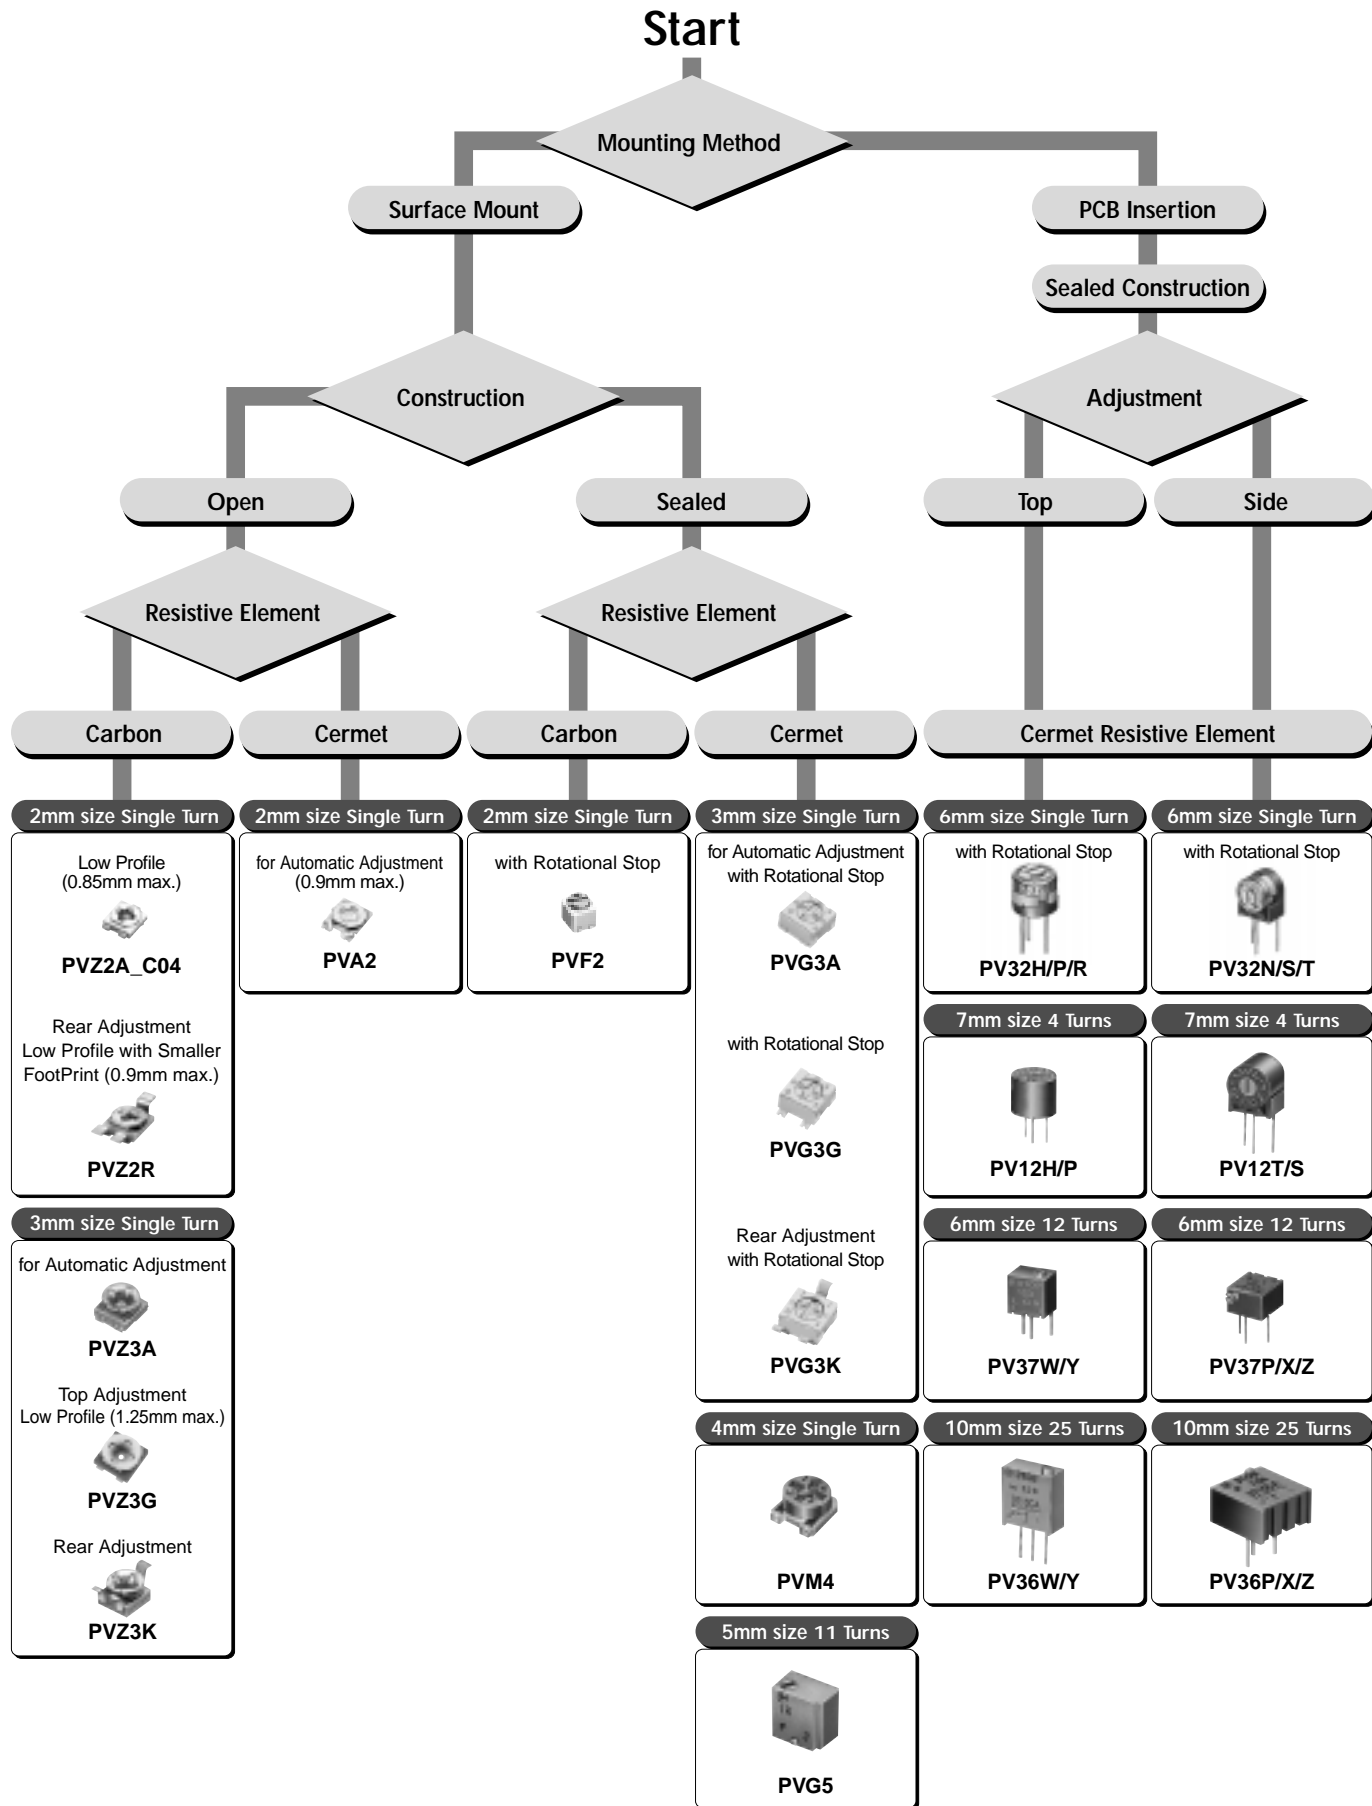 Start
Mounting Method
Surface Mount
PCB Insertion
Sealed Construction
Construction
Adjustment
Open
Sealed
Top
Side
Resistive Element
Resistive Element
Carbon
Cermet
Carbon
Cermet
Cermet Resistive Element
2mm size Single Turn
Low Profile
(0.85mm max.)
PVZ2A_C04
Rear Adjustment
Low Profile with Smaller
FootPrint (0.9mm max.)
PVZ2R
3mm size Single Turn
for Automatic Adjustment
PVZ3A
Top Adjustment
Low Profile (1.25mm max.)
PVZ3G
Rear Adjustment
PVZ3K
2mm size Single Turn
for Automatic Adjustment
(0.9mm max.)
PVA2
2mm size Single Turn
with Rotational Stop
PVF2
3mm size Single Turn
for Automatic Adjustment
with Rotational Stop
PVG3A
with Rotational Stop
PVG3G
Rear Adjustment
with Rotational Stop
PVG3K
4mm size Single Turn
PVM4
5mm size 11 Turns
PVG5
6mm size Single Turn
with Rotational Stop
PV32H/P/R
7mm size 4 Turns
PV12H/P
6mm size 12 Turns
PV37W/Y
10mm size 25 Turns
PV36W/Y
6mm size Single Turn
with Rotational Stop
PV32N/S/T
7mm size 4 Turns
PV12T/S
6mm size 12 Turns
PV37P/X/Z
10mm size 25 Turns
PV36P/X/Z